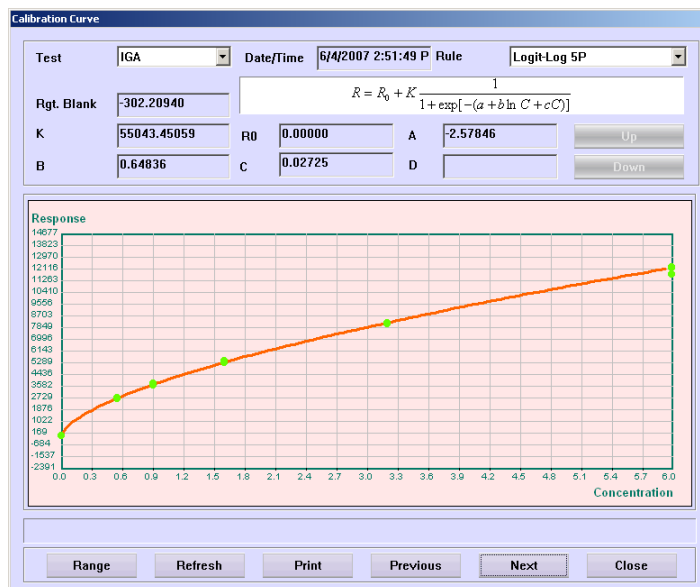 Calibration Curve
Test IGA Date/Time 6/4/2007 2:51:49 P Rule Logit-Log 5P
Rgt. Blank -302.20940 R = R0 + K 1 / 1 + exp[-(a + b ln C + cC)]
K 55043.45059 R0 0.00000 A -2.57846 Up
B 0.64836 C 0.02725 D Down
Response
14677
13823
12970
12116
11263
10410
9556
8703
7849
6996
6143
5289
4436
3582
2729
1876
1022
169
-684
-1537
-2391
0.0 0.3 0.6 0.9 1.2 1.5 1.8 2.1 2.4 2.7 3.0 3.3 3.6 3.9 4.2 4.5 4.8 5.1 5.4 5.7 6.0
Concentration
Range Refresh Print Previous Next Close